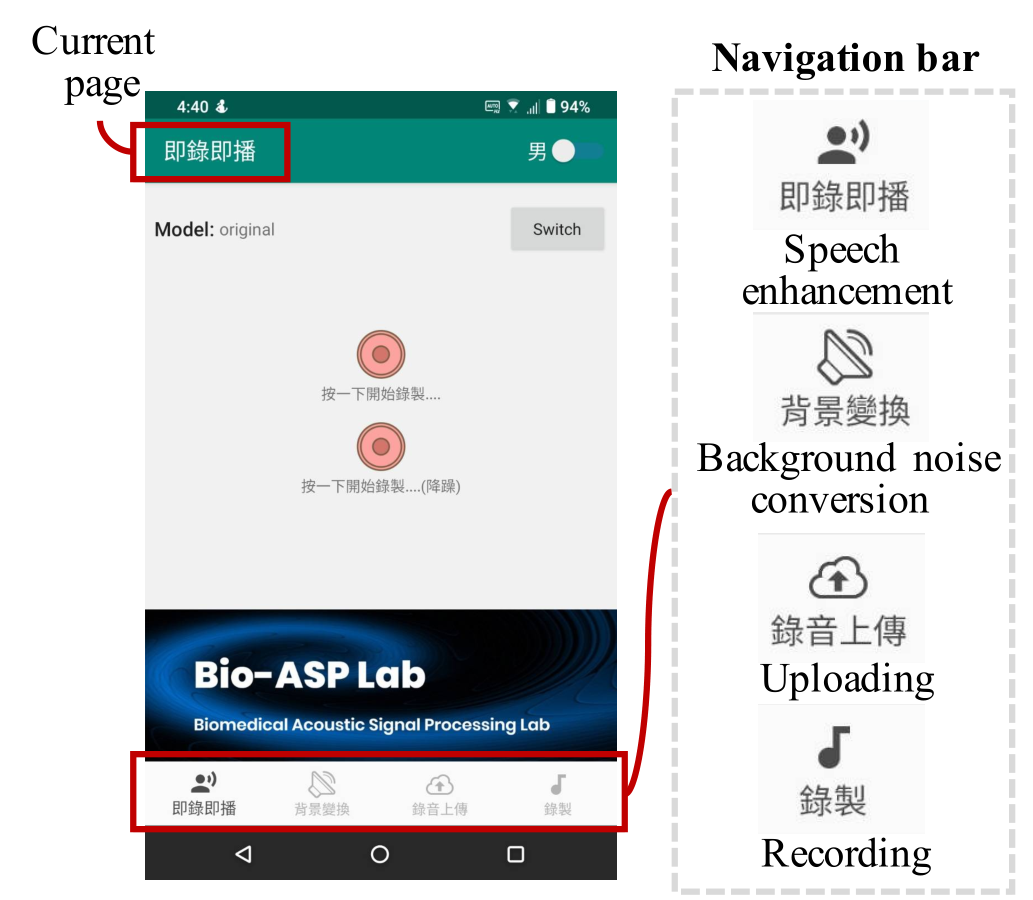 Current
page
4:40
94%
即錄即播
男
Model: original
Switch
按一下開始錄製....
按一下開始錄製....(降躁)
Bio-ASP Lab
Biomedical Acoustic Signal Processing Lab
即錄即播
背景變換
錄音上傳
錄製
Navigation bar
即錄即播
Speech
enhancement
背景變換
Background noise
conversion
錄音上傳
Uploading
錄製
Recording